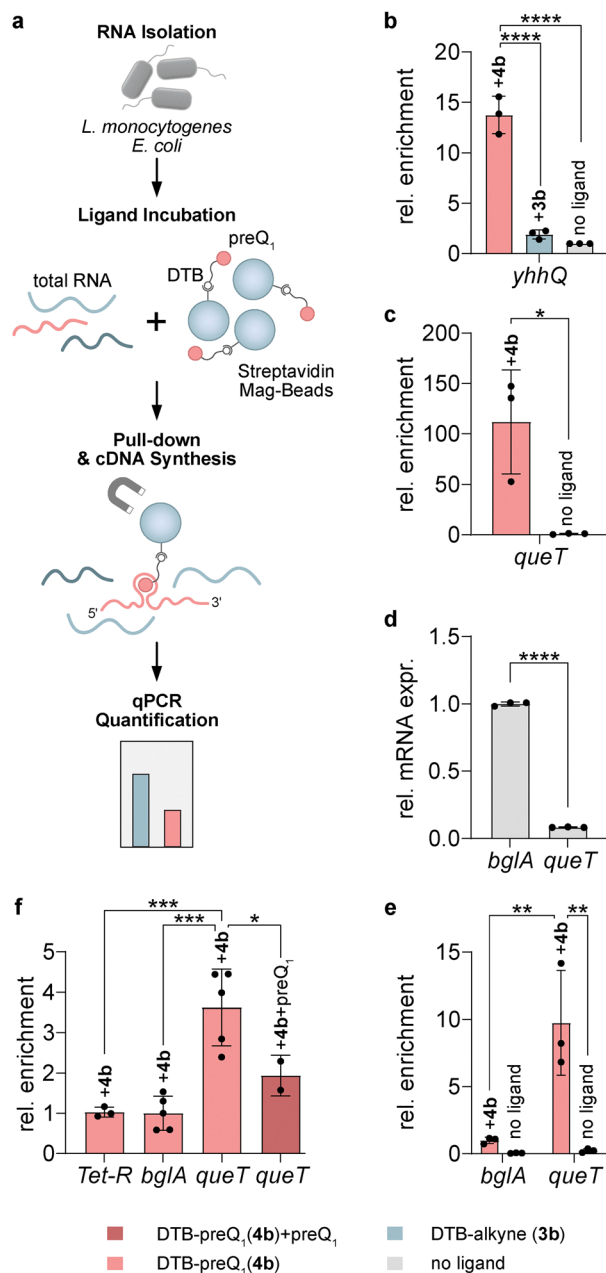 a
RNA Isolation
L. monocytogenes
E. coli
Ligand Incubation
preQ₁
total RNA
DTB
+
Streptavidin
Mag-Beads
Pull-down
& cDNA Synthesis
5'
3'
qPCR
Quantification
b
****
****
rel. enrichment
20
15
10
5
0
+4b
+3b
no ligand
yhhQ
c
*
rel. enrichment
200
150
100
50
0
+4b
no ligand
queT
d
****
rel. mRNA expr.
1.5
1.0
0.5
0.0
bglA queT
f
***
***
*
rel. enrichment
5
4
3
2
1
0
+4b
+4b
+4b
+4b+preQ₁
Tet-R bglA queT queT
e
**
**
rel. enrichment
15
10
5
0
+4b
no ligand
+4b
no ligand
bglA queT
DTB-preQ₁(4b)+preQ₁
DTB-alkyne (3b)
DTB-preQ₁(4b)
no ligand